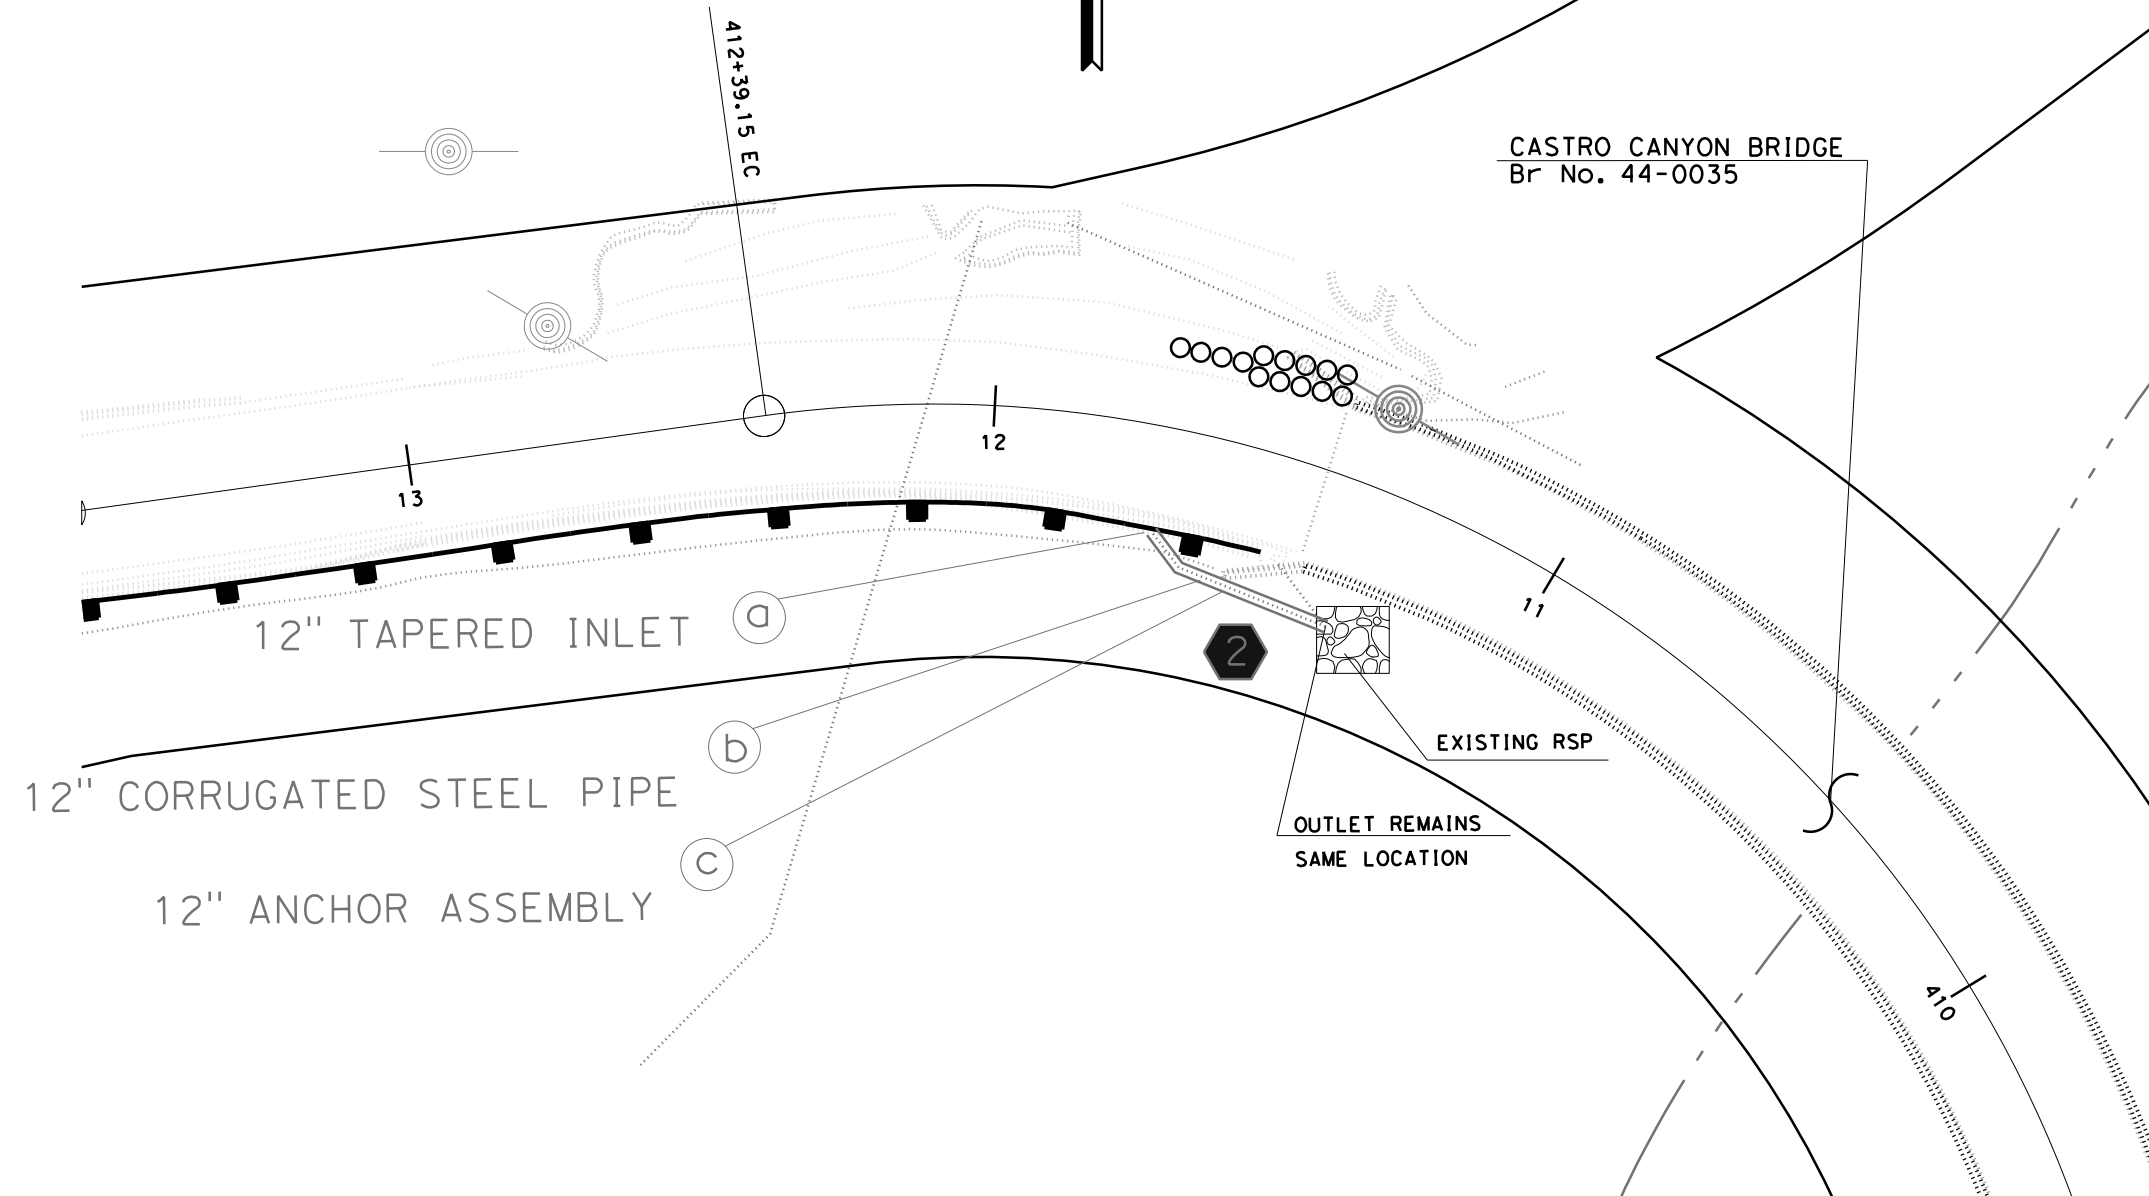 412+39.15 EC
CASTRO CANYON BRIDGE
Br No. 44-0035
13
12
11
410
12" TAPERED INLET
a
2
b
12" CORRUGATED STEEL PIPE
EXISTING RSP
OUTLET REMAINS
SAME LOCATION
c
12" ANCHOR ASSEMBLY